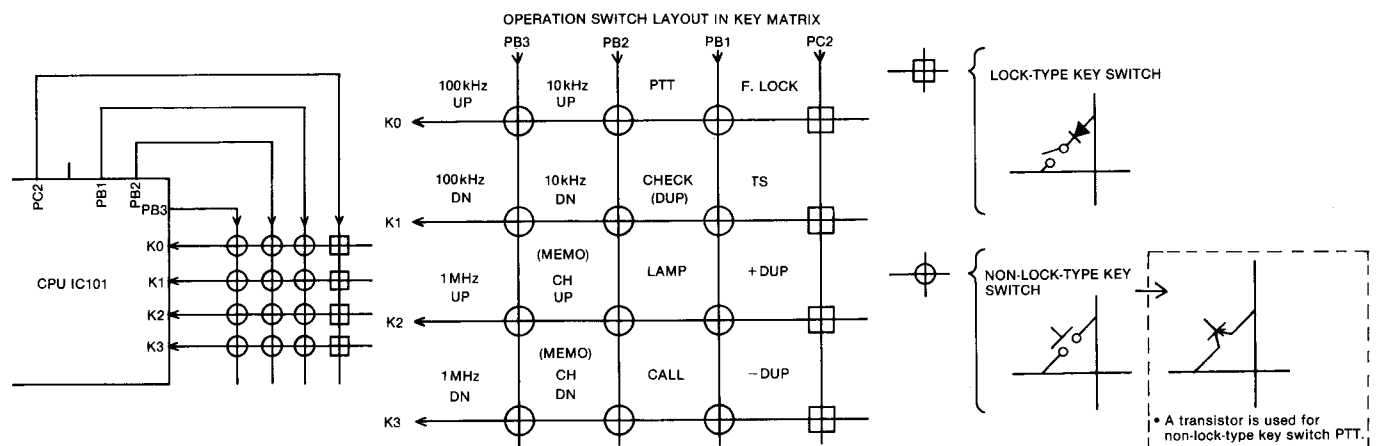 OPERATION SWITCH LAYOUT IN KEY MATRIX
PB3 PB2 PB1 PC2
100kHz UP
10kHz UP
PTT
F. LOCK
K0
100kHz DN
10kHz DN
CHECK (DUP)
TS
K1
1MHz UP
(MEMO) CH UP
LAMP
+DUP
K2
1MHz DN
(MEMO) CH DN
CALL
−DUP
K3
PC2
PB1
PB2
PB3
K0
K1
K2
K3
CPU IC101
LOCK-TYPE KEY SWITCH
NON-LOCK-TYPE KEY
SWITCH
• A transistor is used for
non-lock-type key switch PTT.